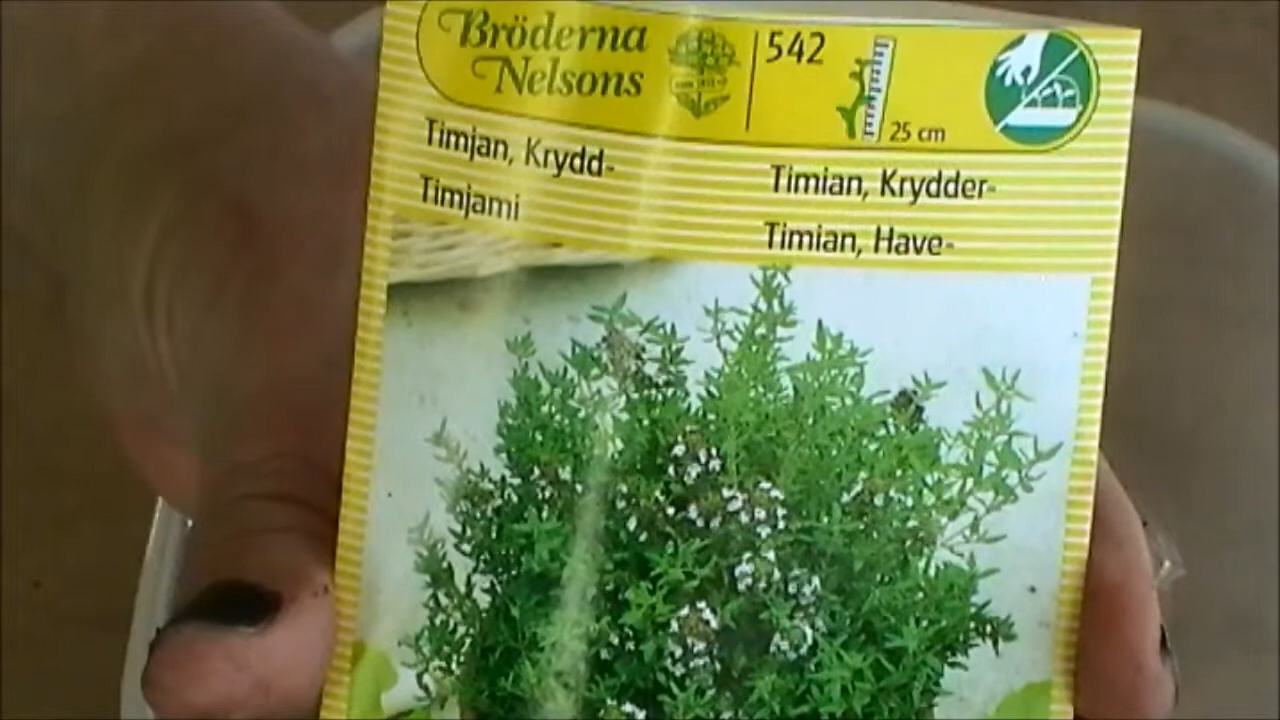 Bröderna
Nelsons
542
25 cm
Timjan, Krydd-
Timjami
Timian, Krydder-
Timian, Have-